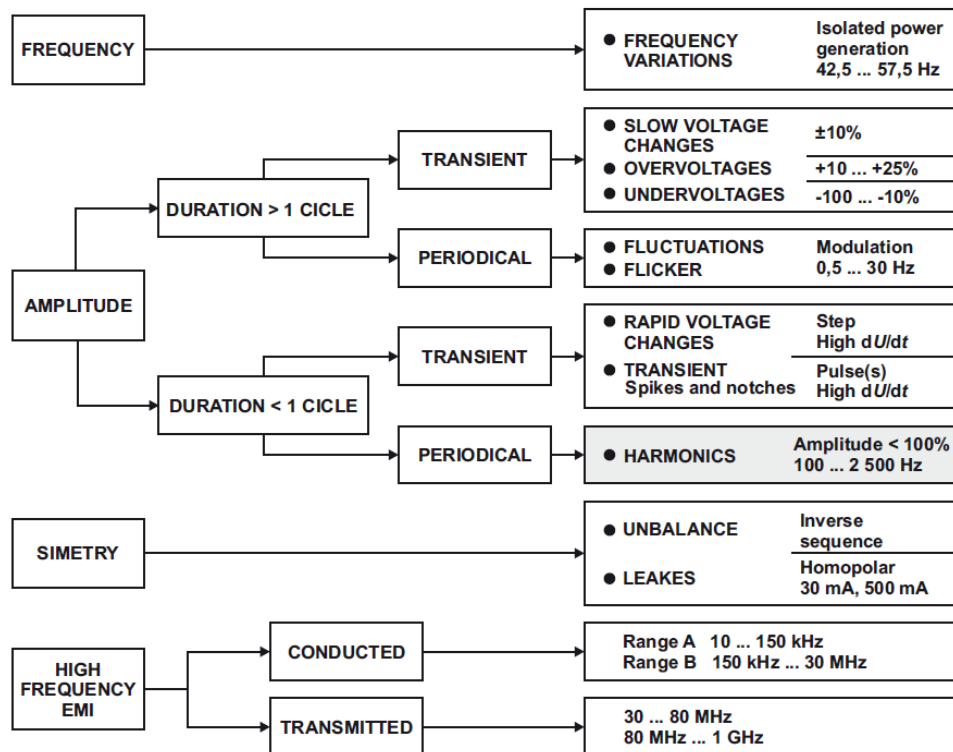 FREQUENCY
● FREQUENCY VARIATIONS
Isolated power
generation
42,5 ... 57,5 Hz
AMPLITUDE
DURATION > 1 CICLE
TRANSIENT
● SLOW VOLTAGE
CHANGES
±10%
● OVERVOLTAGES
+10 ... +25%
● UNDERVOLTAGES
-100 ... -10%
PERIODICAL
● FLUCTUATIONS
● FLICKER
Modulation
0,5 ... 30 Hz
DURATION < 1 CICLE
TRANSIENT
● RAPID VOLTAGE
CHANGES
Step
High dU/dt
● TRANSIENT
Spikes and notches
Pulse(s)
High dU/dt
PERIODICAL
● HARMONICS
Amplitude < 100%
100 ... 2 500 Hz
SIMETRY
● UNBALANCE
Inverse
sequence
● LEAKES
Homopolar
30 mA, 500 mA
HIGH
FREQUENCY
EMI
CONDUCTED
Range A 10 ... 150 kHz
Range B 150 kHz ... 30 MHz
TRANSMITTED
30 ... 80 MHz
80 MHz ... 1 GHz